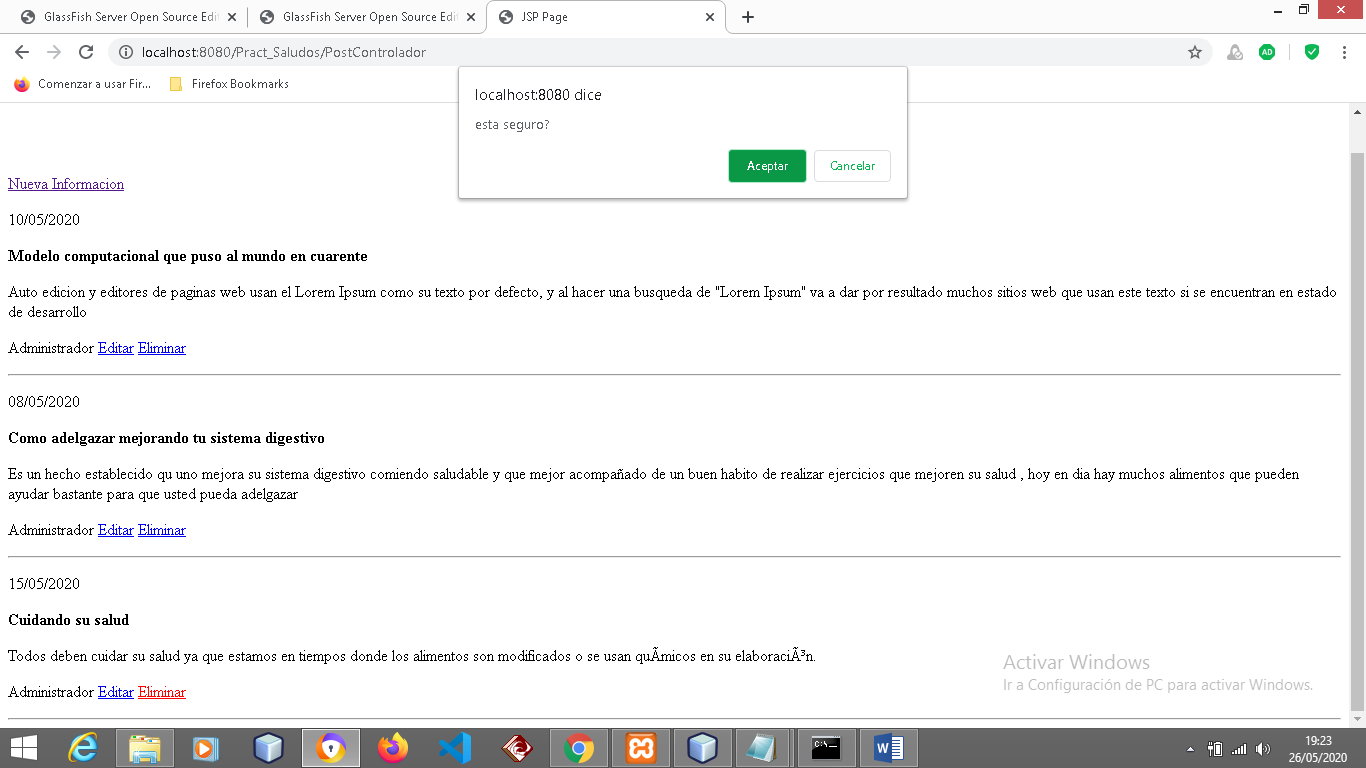 GlassFish Server Open Source Edit
GlassFish Server Open Source Edit
JSP Page
localhost:8080/Pract_Saludos/PostControlador
AD
Comenzar a usar Fir...
Firefox Bookmarks
localhost:8080 dice
esta seguro?
Aceptar
Cancelar
Nueva Informacion
10/05/2020
Modelo computacional que puso al mundo en cuarente
Auto edicion y editores de paginas web usan el Lorem Ipsum como su texto por defecto, y al hacer una busqueda de "Lorem Ipsum" va a dar por resultado muchos sitios web que usan este texto si se encuentran en estado
de desarrollo
Administrador Editar Eliminar
08/05/2020
Como adelgazar mejorando tu sistema digestivo
Es un hecho establecido qu uno mejora su sistema digestivo comiendo saludable y que mejor acompañado de un buen habito de realizar ejercicios que mejoren su salud , hoy en dia hay muchos alimentos que pueden
ayudar bastante para que usted pueda adelgazar
Administrador Editar Eliminar
15/05/2020
Cuidando su salud
Todos deben cuidar su salud ya que estamos en tiempos donde los alimentos son modificados o se usan quÃmicos en su elaboraciÃ³n.
Administrador Editar Eliminar
Activar Windows
Ir a Configuración de PC para activar Windows.
19:23
26/05/2020